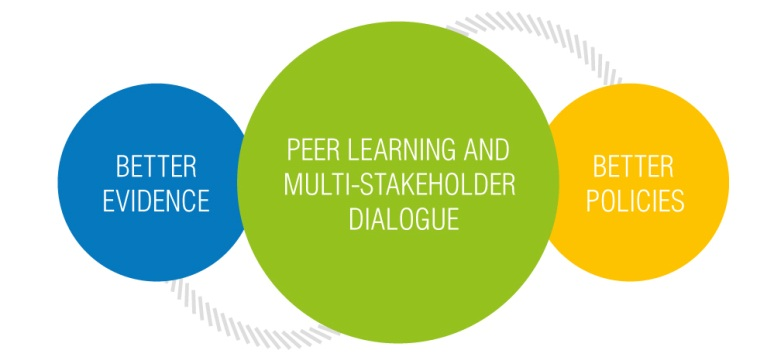 BETTER
EVIDENCE
PEER LEARNING AND
MULTI-STAKEHOLDER
DIALOGUE
BETTER
POLICIES